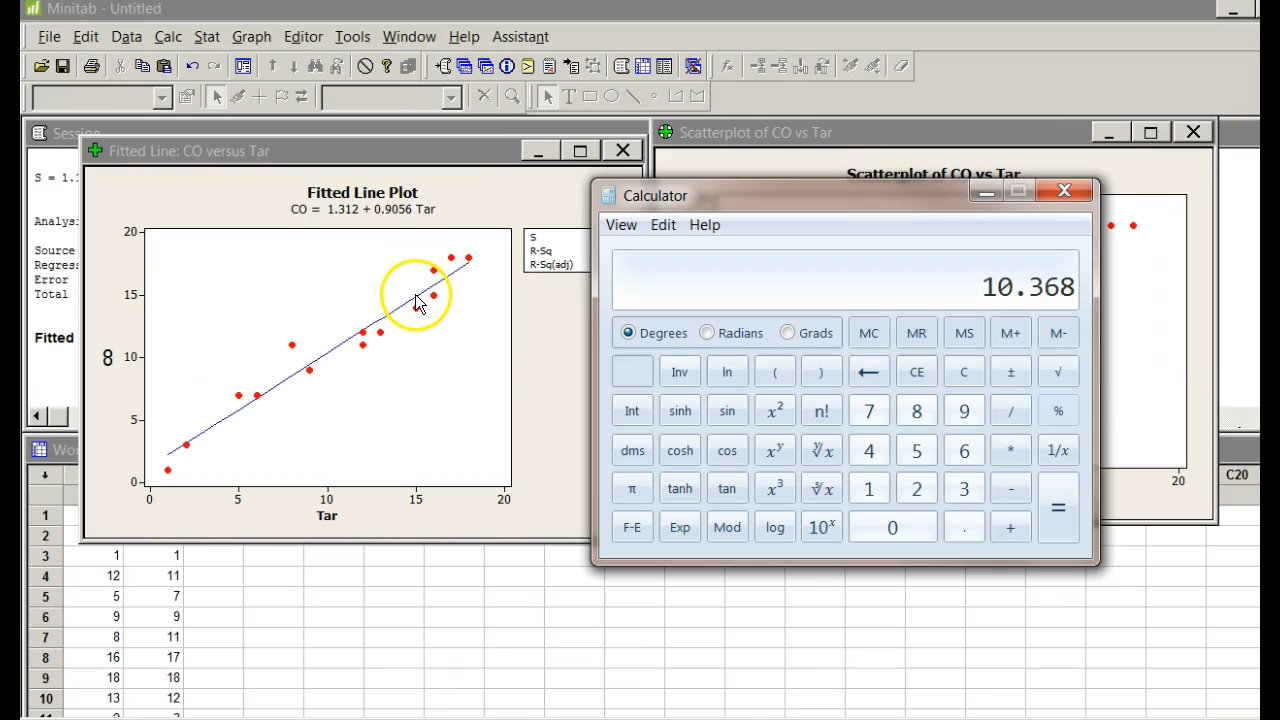 Minitab - Untitled
File Edit Data Calc Stat Graph Editor Tools Window Help Assistant
Session
Fitted Line: CO versus Tar
Scatterplot of CO vs Tar
S = 1.
Analysi
Source
Regres
Error
Total
Fitted
Fitted Line Plot
CO = 1.312 + 0.9056 Tar
S
R-Sq
R-Sq(adj)
20
15
10
5
0
CO
0 5 10 15 20
Tar
Scatterplot of CO vs Tar
20
Calculator
View Edit Help
10.368
Degrees Radians Grads MC MR MS M+ M-
Inv ln ( ) ← CE C ± √
Int sinh sin x² n! 7 8 9 / %
dms cosh cos xʸ ʸ√x 4 5 6 * 1/x
π tanh tan x³ ³√x 1 2 3 - =
F-E Exp Mod log 10ˣ 0 . +
Wor
C20
1
2
3 1 1
4 12 11
5 5 7
6 9 9
7 8 11
8 16 17
9 18 18
10 13 12